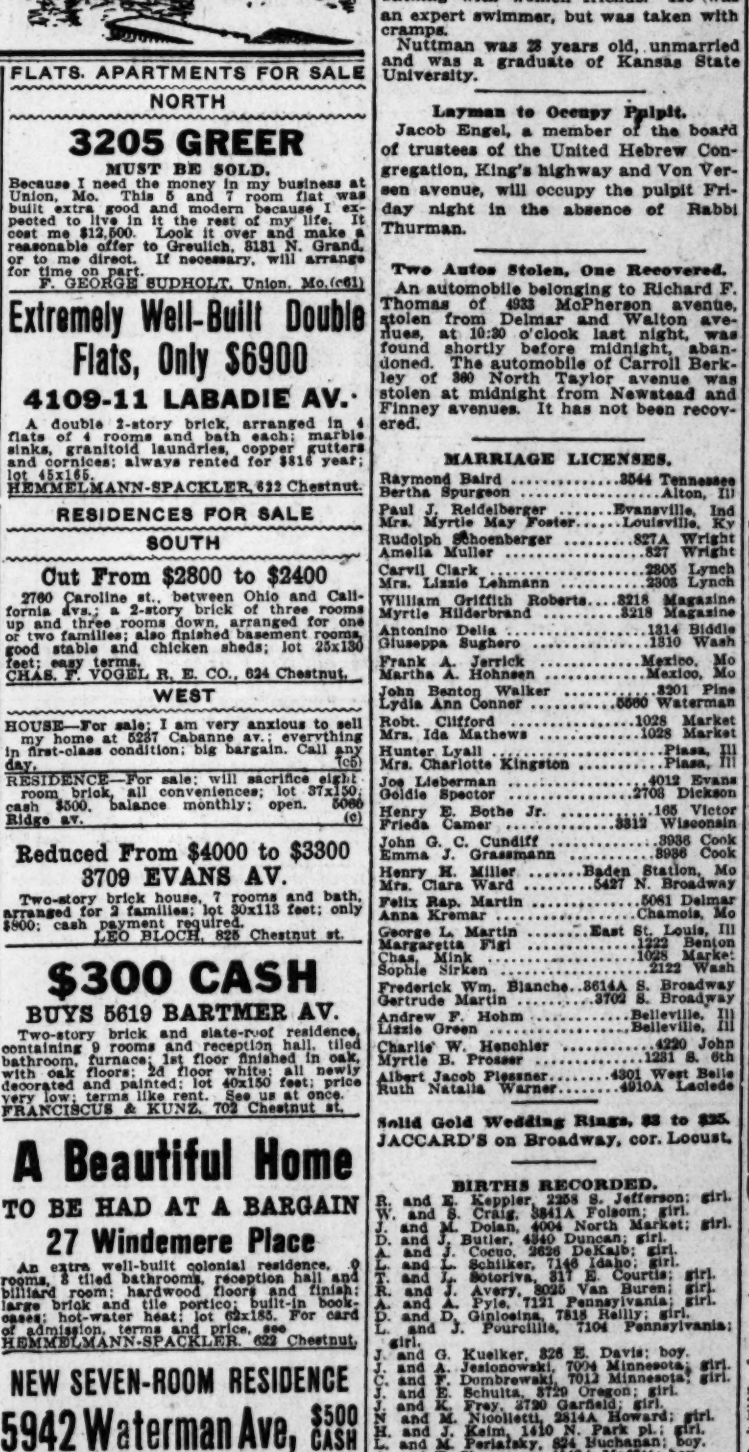 FLATS, APARTMENTS FOR SALE
NORTH
3205 GREER
MUST BE SOLD.
Because I need the money in my business at
Union, Mo. This 5 and 7 room flat was
built extra good and modern because I ex-
pected to live in it the rest of my life. It
cost me $12,500. Look it over and make a
reasonable offer to Greulich, 3131 N. Grand,
or to me direct. If necessary, will arrange
for time on part.
F. GEORGE SUDHOLT, Union, Mo.(c61)
Extremely Well-Built Double
Flats, Only $6900
4109-11 LABADIE AV.
A double 2-story brick, arranged in 4
flats of 4 rooms and bath each; marble
sinks, granitoid laundries, copper gutters
and cornices; always rented for $816 year;
lot 45x165.
HEMMELMANN-SPACKLER, 622 Chestnut.
RESIDENCES FOR SALE
SOUTH
Cut From $2800 to $2400
2760 Caroline st., between Ohio and Cali-
fornia avs.; a 2-story brick of three rooms
up and three rooms down, arranged for one
or two families; also finished basement rooms,
good stable and chicken sheds; lot 25x130
feet; easy terms.
CHAS. F. VOGEL R. E. CO., 624 Chestnut.
WEST
HOUSE—For sale; I am very anxious to sell
my home at 5237 Cabanne av.; everything
in first-class condition; big bargain. Call any
day. 7c5)
RESIDENCE—For sale; will sacrifice eight
room brick, all conveniences; lot 37x150;
cash $500, balance monthly; open. 5066
Ridge av. (c)
Reduced From $4000 to $3300
3709 EVANS AV.
Two-story brick house, 7 rooms and bath,
arranged for 2 families; lot 30x113 feet; only
$800; cash payment required.
LEO BLOCH, 825 Chestnut st.
$300 CASH
BUYS 5619 BARTMER AV.
Two-story brick and slate-roof residence,
containing 9 rooms and reception hall, tiled
bathroom, furnace; 1st floor finished in oak,
with oak floors; 2d floor white; all newly
decorated and painted; lot 40x150 feet; price
very low; terms like rent. See us at once.
FRANCISCUS & KUNZ, 702 Chestnut st.
A Beautiful Home
TO BE HAD AT A BARGAIN
27 Windemere Place
An extra well-built colonial residence, 9
rooms, 3 tiled bathrooms, reception hall and
billiard room; hardwood floors and finish;
large brick and tile portico; built-in book-
cases; hot-water heat; lot 62x185. For card
of admission, terms and price, see
HEMMELMANN-SPACKLER, 622 Chestnut.
NEW SEVEN-ROOM RESIDENCE
5942 Waterman Ave, $500 CASH
an expert swimmer, but was taken with
cramps.
Nuttman was 28 years old, unmarried
and was a graduate of Kansas State
University.
Layman to Occupy Pulpit.
Jacob Engel, a member of the board
of trustees of the United Hebrew Con-
gregation, King's highway and Von Ver-
sen avenue, will occupy the pulpit Fri-
day night in the absence of Rabbi
Thurman.
Two Autos Stolen, One Recovered.
An automobile belonging to Richard F.
Thomas of 4933 McPherson avenue,
stolen from Delmar and Walton ave-
nues, at 10:30 o'clock last night, was
found shortly before midnight, aban-
doned. The automobile of Carroll Berk-
ley of 360 North Taylor avenue was
stolen at midnight from Newstead and
Finney avenues. It has not been recov-
ered.
MARRIAGE LICENSES.
Raymond Baird ..............3544 Tennessee
Bertha Spurgeon ...................Alton, Ill
Paul J. Reidelberger ......Evansville, Ind
Mrs. Myrtle May Foster......Louisville, Ky
Rudolph Schoenberger .........827A Wright
Amelia Muller .................827 Wright
Carvil Clark ...................2805 Lynch
Mrs. Lizzie Lehmann ............2303 Lynch
William Griffith Roberts....3218 Magazine
Myrtle Hilderbrand .........3218 Magazine
Antonino Delia ................1314 Biddle
Giuseppa Sughero ...............1310 Wash
Frank A. Jerrick ..............Mexico, Mo
Martha A. Hohnsen .............Mexico, Mo
John Benton Walker ............3201 Pine
Lydia Ann Conner ..........5560 Waterman
Robt. Clifford ................1028 Market
Mrs. Ida Mathews ..............1028 Market
Hunter Lyall ....................Piasa, Ill
Mrs. Charlotte Kingston .........Piasa, Ill
Joe Lieberman .................4012 Evans
Goldie Spector ...............2703 Dickson
Henry E. Bothe Jr. .............165 Victor
Frieda Camer ..............3312 Wisconsin
John G. C. Cundiff .............3936 Cook
Emma J. Grassmann .............3936 Cook
Henry H. Miller ........Baden Station, Mo
Mrs. Clara Ward ........5427 N. Broadway
Felix Rap. Martin ............5081 Delmar
Anna Kremar ................Chamois, Mo
George L. Martin .......East St. Louis, Ill
Margaretta Figi ...............1222 Benton
Chas. Mink ...................1028 Market
Sophie Sirken ..................2122 Wash
Frederick Wm. Blanche..3614A S. Broadway
Gertrude Martin ........3702 S. Broadway
Andrew F. Hohm .............Belleville, Ill
Lizzie Green ................Belleville, Ill
Charlie W. Henchler ............4220 John
Myrtle B. Prosser ............1231 S. 6th
Albert Jacob Plessner.......4301 West Belle
Ruth Natalia Warner........4910A Laclede
Solid Gold Wedding Rings, $3 to $25.
JACCARD'S on Broadway, cor. Locust.
BIRTHS RECORDED.
R. and E. Keppler, 2258 S. Jefferson; girl.
W. and S. Craig, 3841A Folsom; girl.
J. and M. Dolan, 4004 North Market; girl.
D. and J. Butler, 4340 Duncan; girl.
A. and J. Cocuo, 2626 DeKalb; girl.
L. and L. Schilker, 7146 Idaho; girl.
T. and L. Sotoriva, 317 E. Courtis; girl.
R. and J. Avery, 8025 Van Buren; girl.
A. and A. Pyle, 7121 Pennsylvania; girl.
D. and D. Ginloeina, 7818 Reilly; girl.
L. and J. Pourcillie, 7104 Pennsylvania;
girl.
J. and G. Kuelker, 326 E. Davis; boy.
J. and A. Jesionowski, 7004 Minnesota; girl.
C. and F. Dombrewski, 7012 Minnesota; girl.
J. and E. Schulta, 3729 Oregon; girl.
J. and K. Frey, 3720 Garfield; girl.
N and M. Nicolletti, 2814A Howard; girl.
H. and J. Keim, 1410 N. Park pl.; girl.
L. and M. Periafsky, 824 Buchanan; boy.